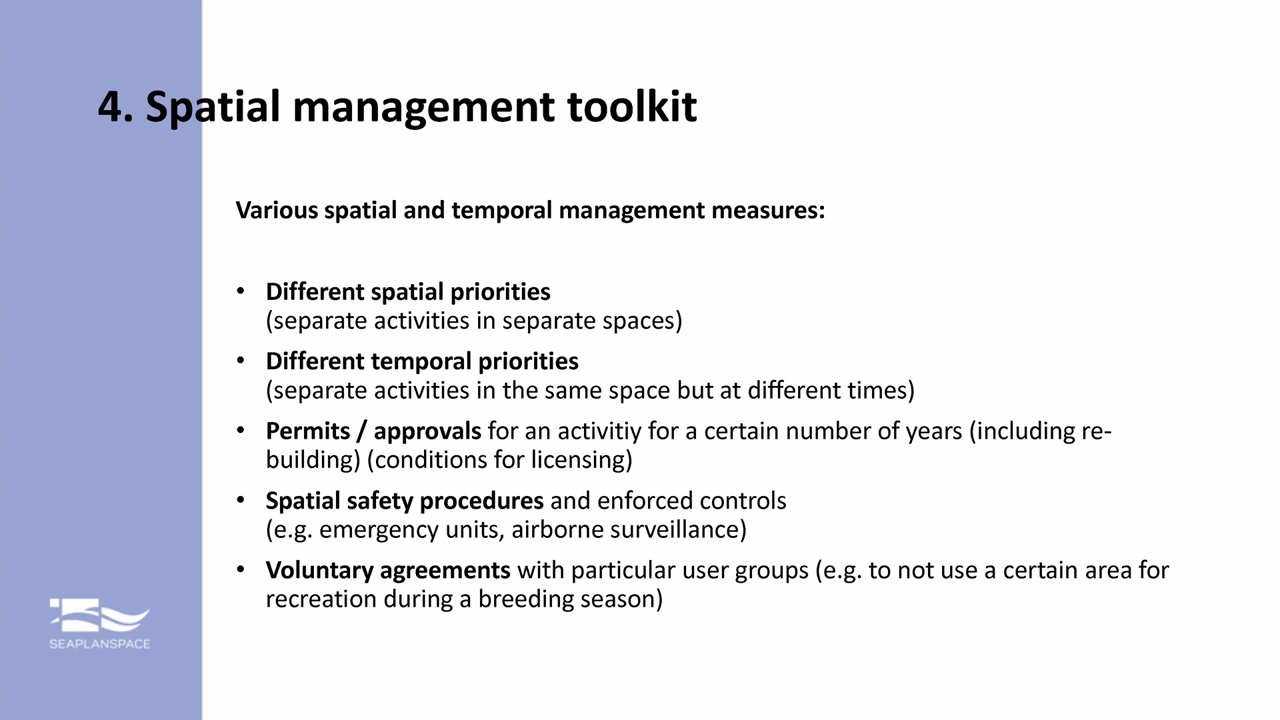 4. Spatial management toolkit
Various spatial and temporal management measures:
• Different spatial priorities
(separate activities in separate spaces)
• Different temporal priorities
(separate activities in the same space but at different times)
• Permits / approvals for an activitiy for a certain number of years (including re-
building) (conditions for licensing)
• Spatial safety procedures and enforced controls
(e.g. emergency units, airborne surveillance)
• Voluntary agreements with particular user groups (e.g. to not use a certain area for
recreation during a breeding season)
SEAPLANSPACE